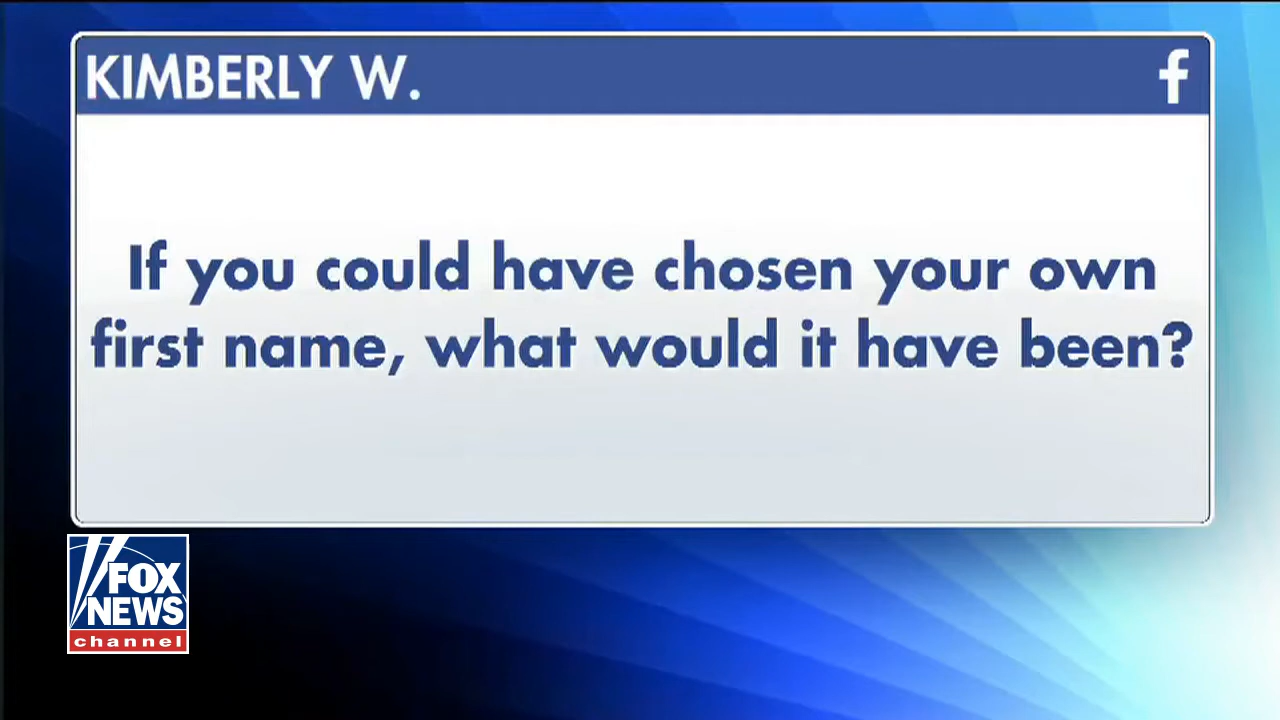 KIMBERLY W.
f
If you could have chosen your own
first name, what would it have been?
FOX
NEWS
channel